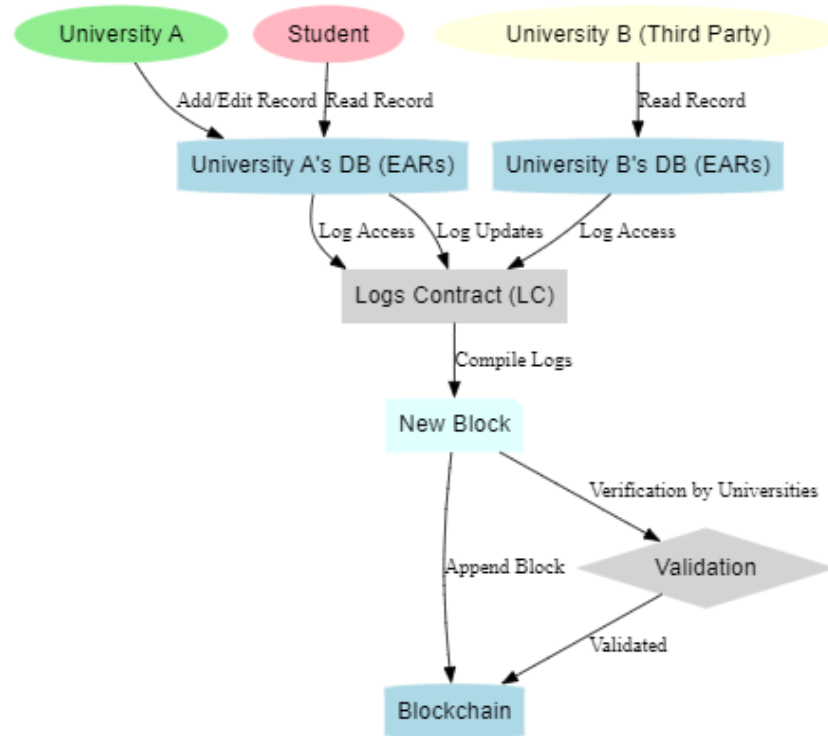 University A
Student
University B (Third Party)
Add/Edit Record
Read Record
Read Record
University A's DB (EARs)
University B's DB (EARs)
Log Access
Log Updates
Log Access
Logs Contract (LC)
Compile Logs
New Block
Verification by Universities
Append Block
Validation
Validated
Blockchain